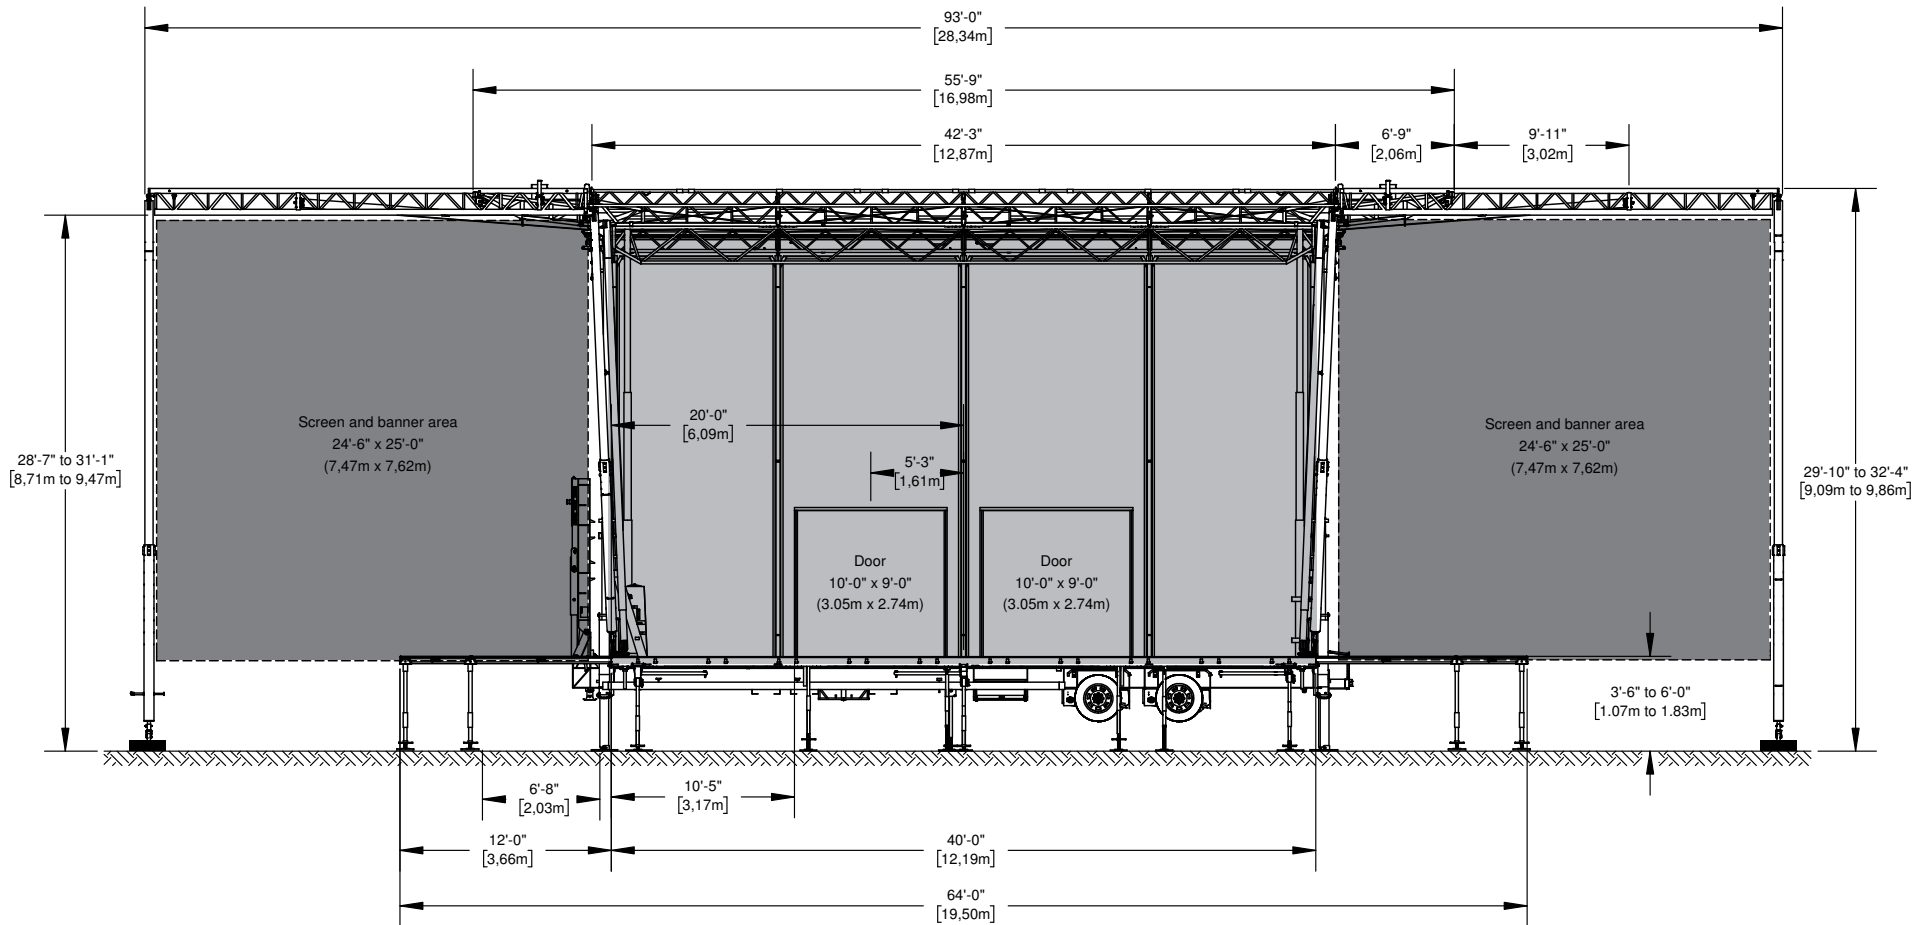 93'-0"
[28,34m]
55'-9"
[16,98m]
42'-3"
[12,87m]
6'-9"
[2,06m]
9'-11"
[3,02m]
20'-0"
[6,09m]
Screen and banner area
24'-6" x 25'-0"
(7,47m x 7,62m)
Screen and banner area
24'-6" x 25'-0"
(7,47m x 7,62m)
28'-7" to 31'-1"
[8,71m to 9,47m]
5'-3"
[1,61m]
29'-10" to 32'-4"
[9,09m to 9,86m]
Door
10'-0" x 9'-0"
(3.05m x 2.74m)
Door
10'-0" x 9'-0"
(3.05m x 2.74m)
3'-6" to 6'-0"
[1.07m to 1.83m]
6'-8"
[2,03m]
10'-5"
[3,17m]
12'-0"
[3,66m]
40'-0"
[12,19m]
64'-0"
[19,50m]